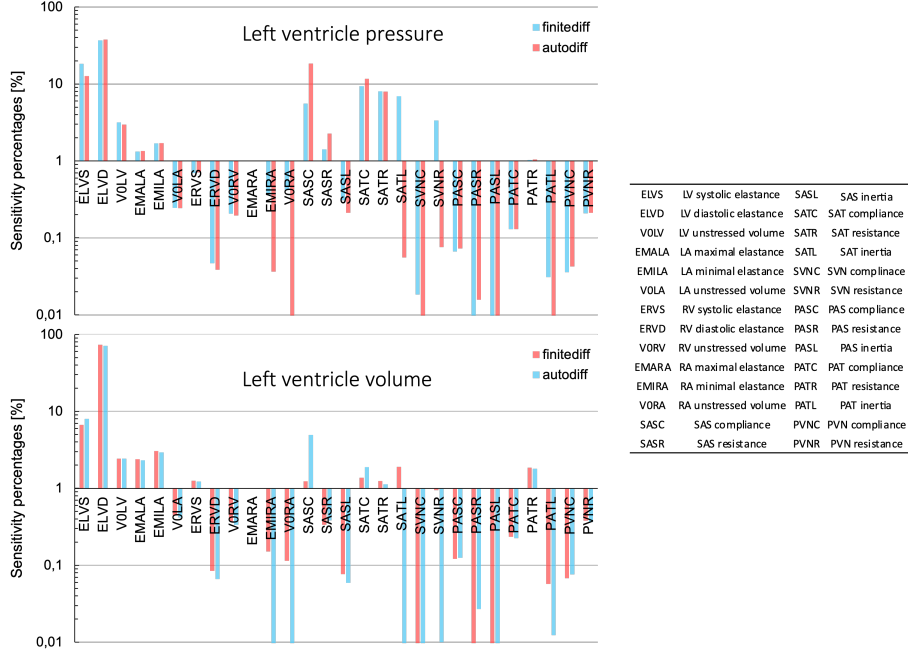 100
10
1
0,1
0,01
Sensitivity percentages [%]
Left ventricle pressure
finitediff
autodiff
ELVS ELVD V0LV EMALA EMILA V0LA ERVS ERVD V0RV EMARA EMIRA V0RA SASC SASR SASL SATC SATR SATL SVNC SVNR PASC PASR PASL PATC PATR PATL PVNC PVNR
100
10
1
0,1
0,01
Sensitivity percentages [%]
Left ventricle volume
finitediff
autodiff
ELVS ELVD V0LV EMALA EMILA V0LA ERVS ERVD V0RV EMARA EMIRA V0RA SASC SASR SASL SATC SATR SATL SVNC SVNR PASC PASR PASL PATC PATR PATL PVNC PVNR
ELVS LV systolic elastance SASL SAS inertia
ELVD LV diastolic elastance SATC SAT compliance
V0LV LV unstressed volume SATR SAT resistance
EMALA LA maximal elastance SATL SAT inertia
EMILA LA minimal elastance SVNC SVN complinace
V0LA LA unstressed volume SVNR SVN resistance
ERVS RV systolic elastance PASC PAS compliance
ERVD RV diastolic elastance PASR PAS resistance
V0RV RV unstressed volume PASL PAS inertia
EMARA RA maximal elastance PATC PAT compliance
EMIRA RA minimal elastance PATR PAT resistance
V0RA RA unstressed volume PATL PAT inertia
SASC SAS compliance PVNC PVN compliance
SASR SAS resistance PVNR PVN resistance